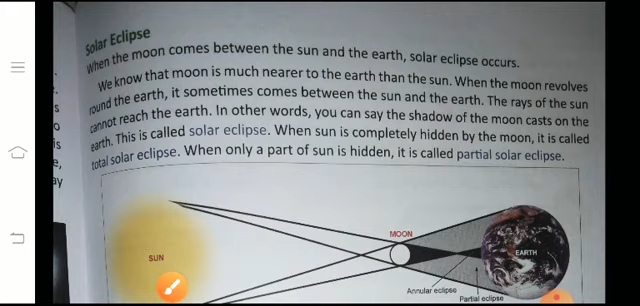 Solar Eclipse
When the moon comes between the sun and the earth, solar eclipse occurs.
We know that moon is much nearer to the earth than the sun. When the moon revolves
round the earth, it sometimes comes between the sun and the earth. The rays of the sun
cannot reach the earth. In other words, you can say the shadow of the moon casts on the
earth. This is called solar eclipse. When sun is completely hidden by the moon, it is called
total solar eclipse. When only a part of sun is hidden, it is called partial solar eclipse.
MOON
SUN
EARTH
Annular eclipse
Partial eclipse